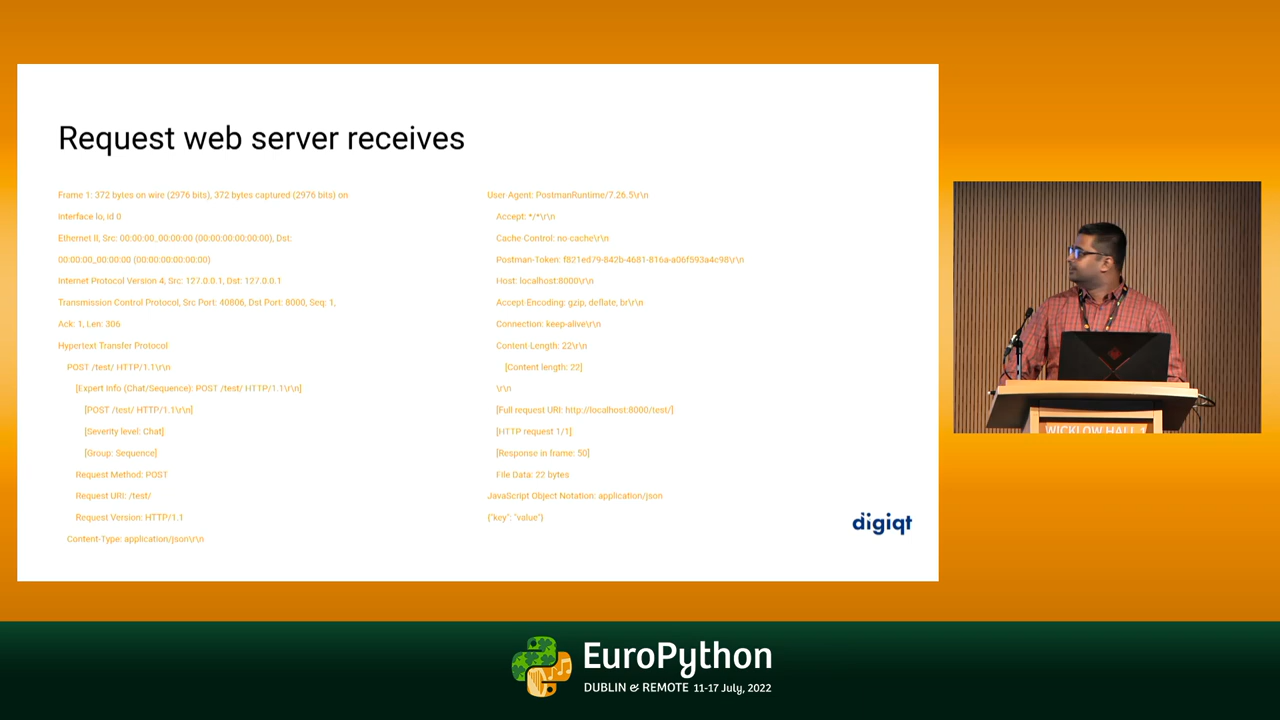 Request web server receives
Frame 1: 372 bytes on wire (2976 bits), 372 bytes captured (2976 bits) on
interface lo, id 0
Ethernet II, Src: 00:00:00_00:00:00 (00:00:00:00:00:00), Dst:
00:00:00_00:00:00 (00:00:00:00:00:00)
Internet Protocol Version 4, Src: 127.0.0.1, Dst: 127.0.0.1
Transmission Control Protocol, Src Port: 40806, Dst Port: 8000, Seq: 1,
Ack: 1, Len: 306
Hypertext Transfer Protocol
POST /test/ HTTP/1.1\r\n
[Expert Info (Chat/Sequence): POST /test/ HTTP/1.1\r\n]
[POST /test/ HTTP/1.1\r\n]
[Severity level: Chat]
[Group: Sequence]
Request Method: POST
Request URI: /test/
Request Version: HTTP/1.1
Content-Type: application/json\r\n
User Agent: PostmanRuntime/7.26.5\r\n
Accept: */*\r\n
Cache Control: no-cache\r\n
Postman-Token: f821ed79-842b-4681-816a-a06f593a4c98\r\n
Host: localhost:8000\r\n
Accept-Encoding: gzip, deflate, br\r\n
Connection: keep-alive\r\n
Content-Length: 22\r\n
[Content length: 22]
\r\n
[Full request URI: http://localhost:8000/test/]
[HTTP request 1/1]
[Response in frame: 50]
File Data: 22 bytes
JavaScript Object Notation: application/json
{"key": "value"}
digiqt
WICKLOW HALL 1
EuroPython
DUBLIN & REMOTE 11-17 July, 2022